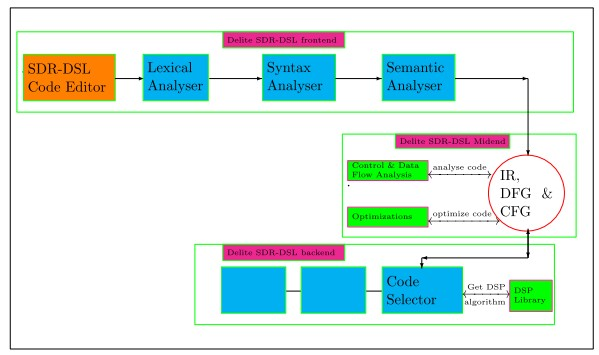 Delite SDR-DSL frontend
SDR-DSL
Code Editor
Lexical
Analyser
Syntax
Analyser
Semantic
Analyser
Delite SDR-DSL Midend
Control & Data
Flow Analysis
analyse code
IR,
DFG &
CFG
Optimizations
optimize code
Delite SDR-DSL backend
Code
Selector
Get DSP
algorithm
DSP
Library